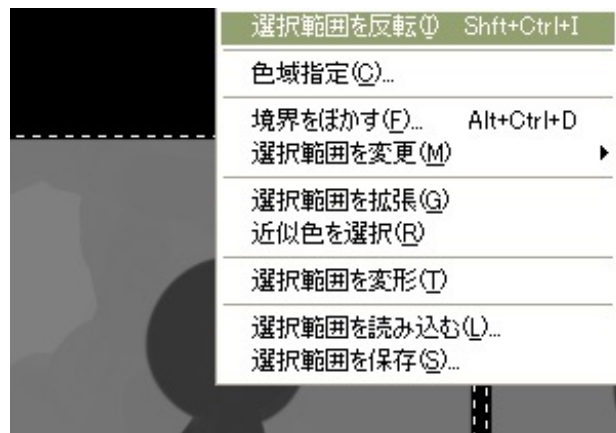 選択範囲を反転(I) Shft+Ctrl+I
色域指定(C)...
境界をぼかす(F)... Alt+Ctrl+D
選択範囲を変更(M)
選択範囲を拡張(G)
近似色を選択(R)
選択範囲を変形(T)
選択範囲を読み込む(L)...
選択範囲を保存(S)...